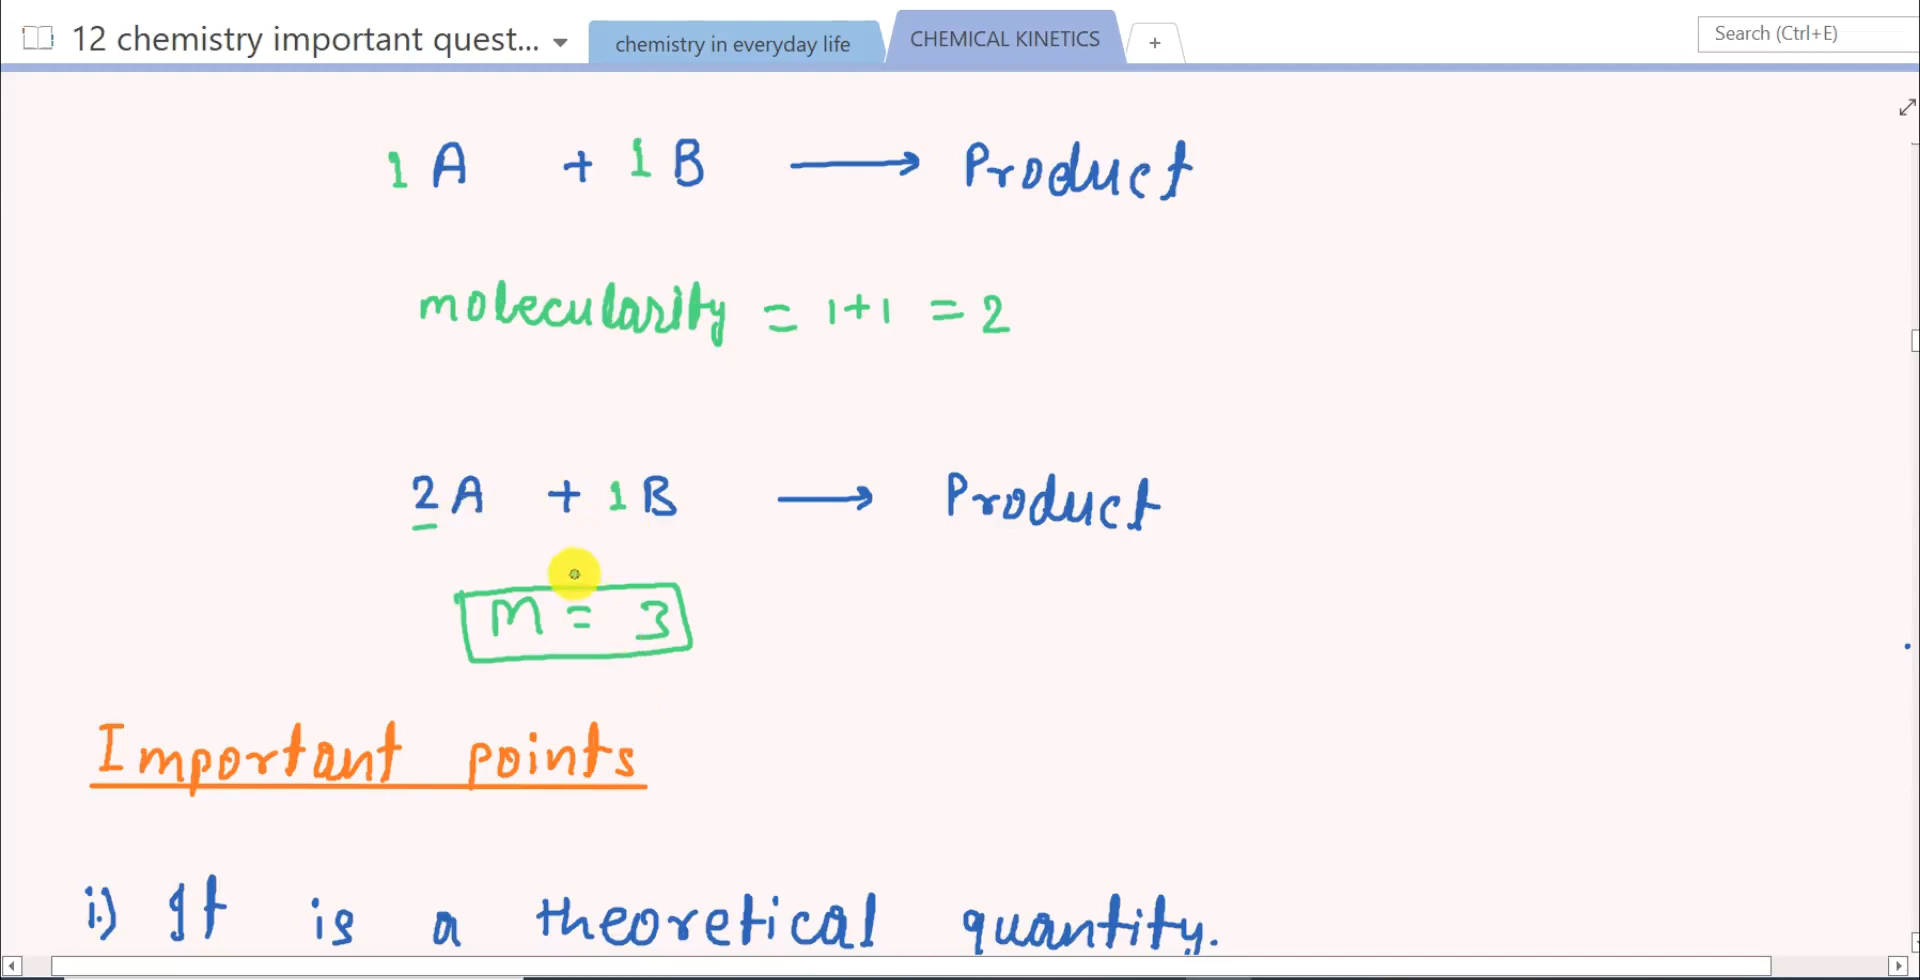 12 chemistry important quest... chemistry in everyday life CHEMICAL KINETICS + Search (Ctrl+E)
1 A + 1 B ⟶ Product
molecularity = 1+1 = 2
2 A + 1 B ⟶ Product
m = 3
Important points
i) It is a theoretical quantity.